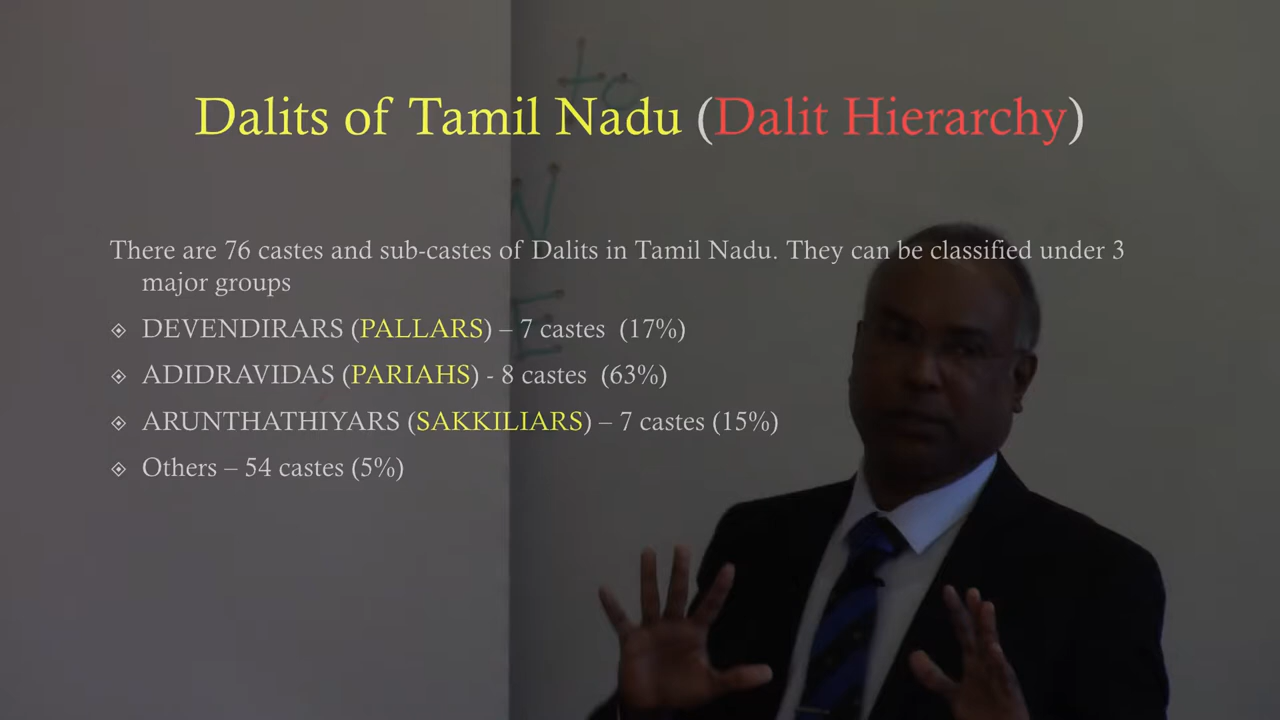 to
Dalits of Tamil Nadu (Dalit Hierarchy)
There are 76 castes and sub-castes of Dalits in Tamil Nadu. They can be classified under 3
major groups
◈ DEVENDIRARS (PALLARS) – 7 castes (17%)
◈ ADIDRAVIDAS (PARIAHS) - 8 castes (63%)
◈ ARUNTHATHIYARS (SAKKILIARS) – 7 castes (15%)
◈ Others – 54 castes (5%)